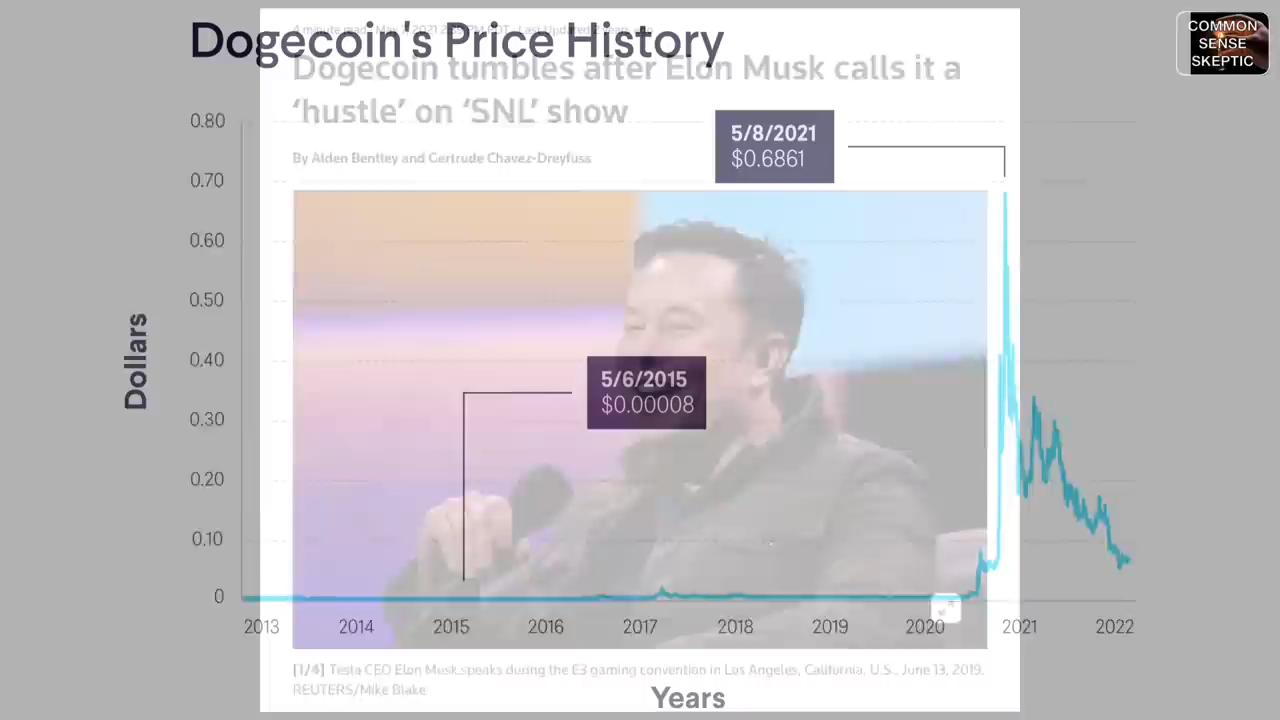 Dogecoin's Price History
COMMON
SENSE
SKEPTIC
Dogecoin tumbles after Elon Musk calls it a
‘hustle’ on ‘SNL’ show
By Alden Bentley and Gertrude Chavez-Dreyfuss
5/8/2021
$0.6861
5/6/2015
$0.00008
Dollars
0.80
0.70
0.60
0.50
0.40
0.30
0.20
0.10
0
2013 2014 2015 2016 2017 2018 2019 2020 2021 2022
[1/4] Tesla CEO Elon Musk speaks during the E3 gaming convention in Los Angeles, California, U.S., June 13, 2019.
REUTERS/Mike Blake
Years